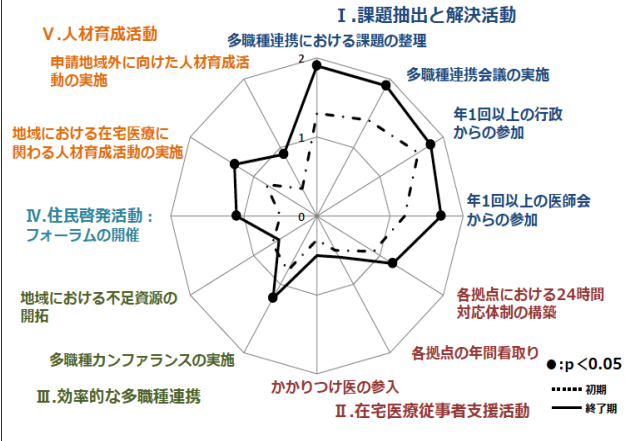 Ⅰ.課題抽出と解決活動
Ⅴ.人材育成活動
多職種連携における課題の整理
申請地域外に向けた人材育成活
動の実施
2
多職種連携会議の実施
年1回以上の行政
からの参加
地域における在宅医療に
関わる人材育成活動の実施
1
年1回以上の医師会
からの参加
Ⅳ.住民啓発活動：
フォーラムの開催
0
地域における不足資源の
開拓
各拠点における24時間
対応体制の構築
多職種カンファランスの実施
各拠点の年間看取り
●:p＜0.05
かかりつけ医の参入
初期
Ⅲ.効率的な多職種連携
Ⅱ.在宅医療従事者支援活動
終了期